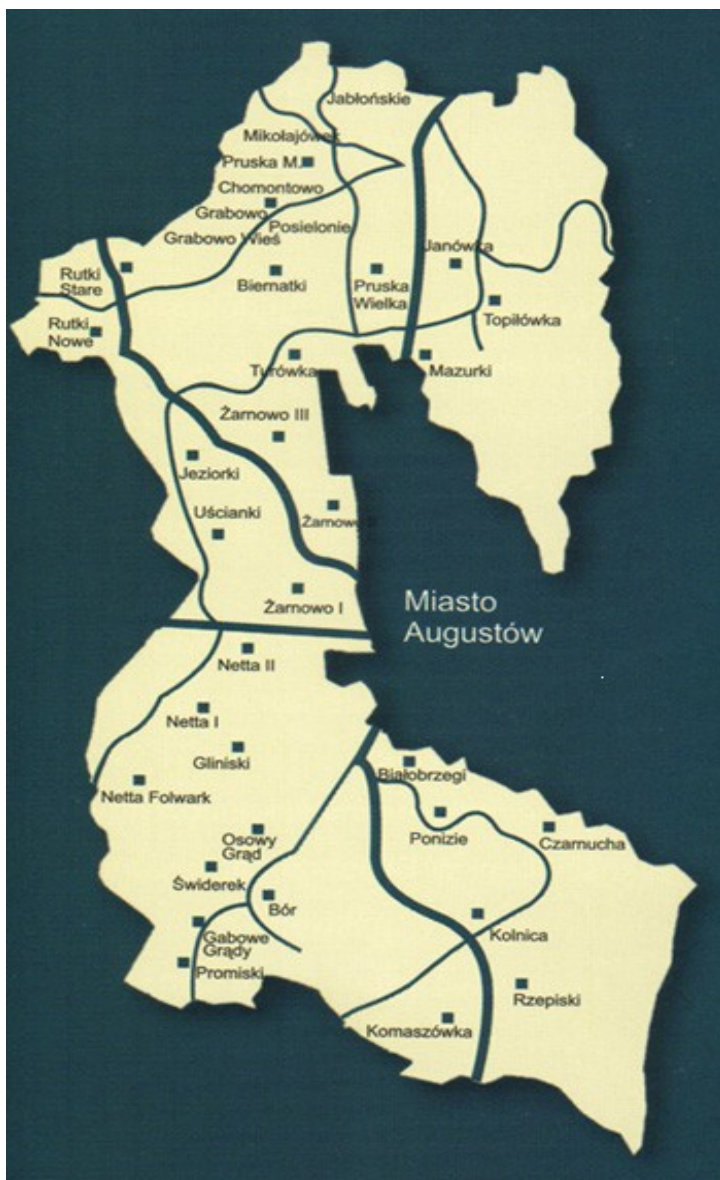 Jabłońskie
Mikołajówek
Pruska M.
Chomontowo
Grabowo
Posielonie
Grabowo Wieś
Janówka
Rutki
Stare
Biernatki
Pruska
Wielka
Topiłówka
Rutki
Nowe
Turówka
Mazurki
Żarnowo III
Jeziorki
Uścianki
Żarnowo
Żarnowo I
Miasto
Augustów
Netta II
Netta I
Gliniski
Białobrzegi
Netta Folwark
Osowy
Grąd
Ponizie
Czarnucha
Świderek
Bór
Gabowe
Grądy
Kolnica
Promiski
Rzepiski
Komaszówka